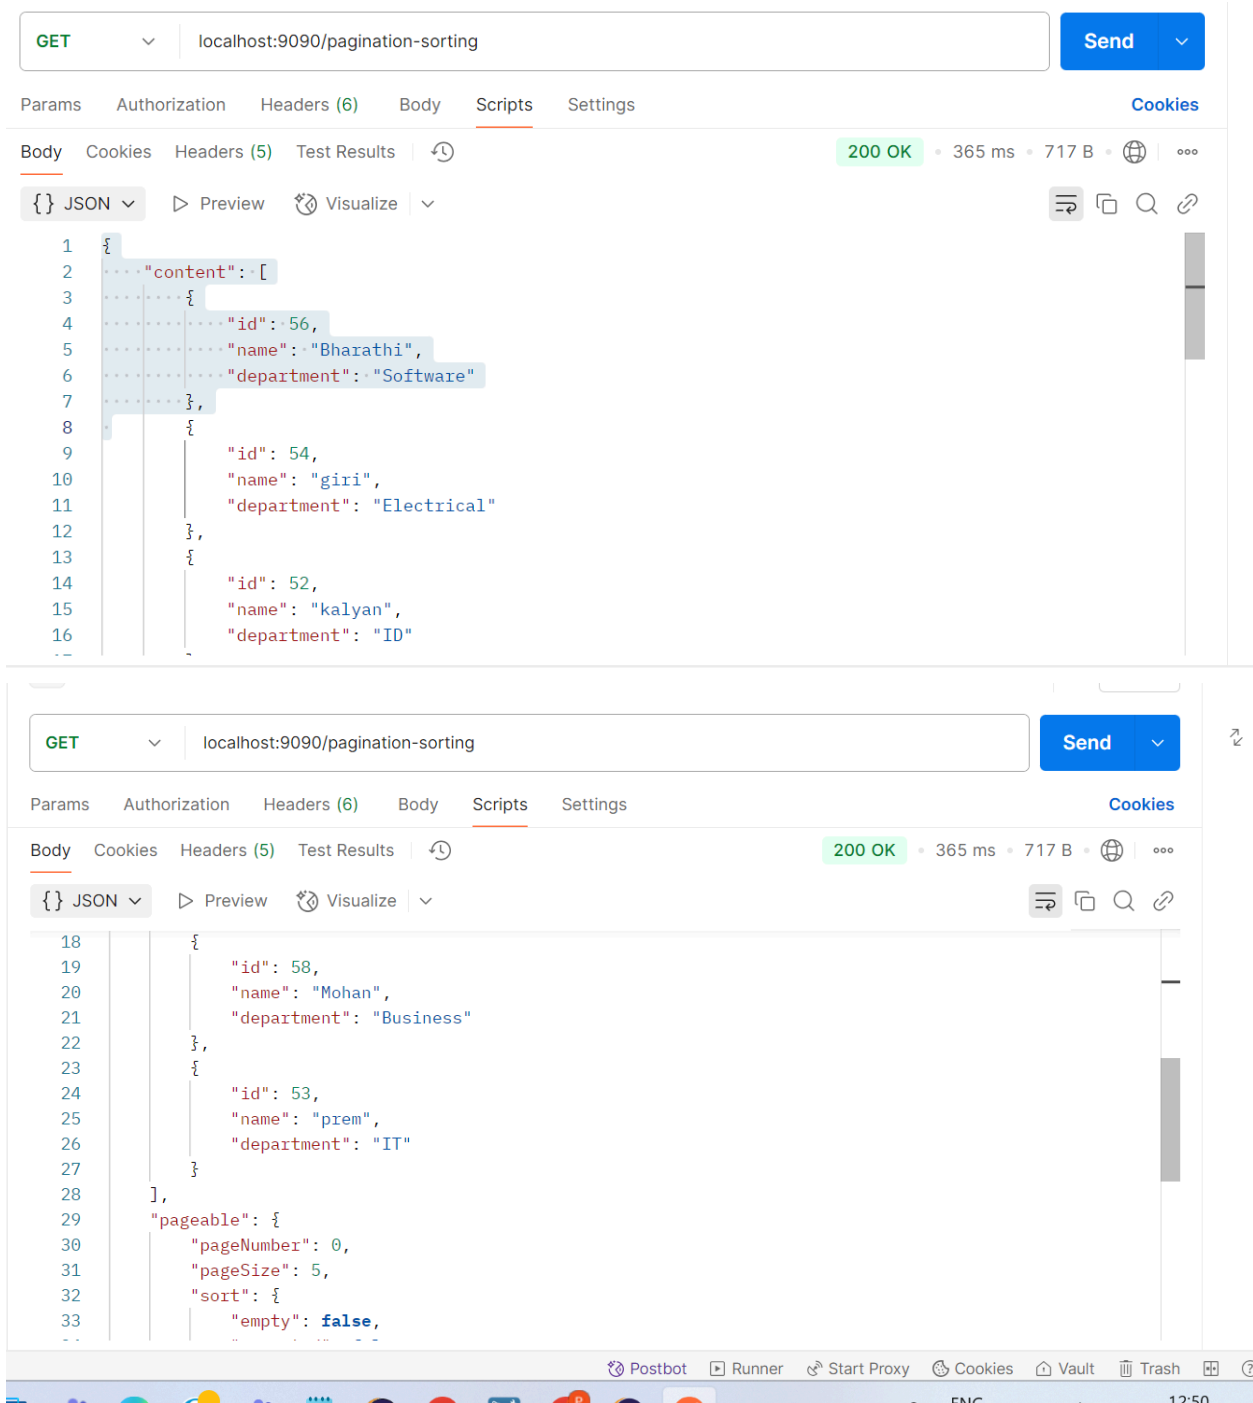 GET localhost:9090/pagination-sorting Send
Params Authorization Headers (6) Body Scripts Settings Cookies
Body Cookies Headers (5) Test Results 200 OK 365 ms 717 B
{} JSON Preview Visualize
1 {
2 "content": [
3 {
4 "id": 56,
5 "name": "Bharathi",
6 "department": "Software"
7 },
8 {
9 "id": 54,
10 "name": "giri",
11 "department": "Electrical"
12 },
13 {
14 "id": 52,
15 "name": "kalyan",
16 "department": "ID"
GET localhost:9090/pagination-sorting Send
Params Authorization Headers (6) Body Scripts Settings Cookies
Body Cookies Headers (5) Test Results 200 OK 365 ms 717 B
{} JSON Preview Visualize
18 {
19 "id": 58,
20 "name": "Mohan",
21 "department": "Business"
22 },
23 {
24 "id": 53,
25 "name": "prem",
26 "department": "IT"
27 }
28 ],
29 "pageable": {
30 "pageNumber": 0,
31 "pageSize": 5,
32 "sort": {
33 "empty": false,
Postbot Runner Start Proxy Cookies Vault Trash
ENG 12:50